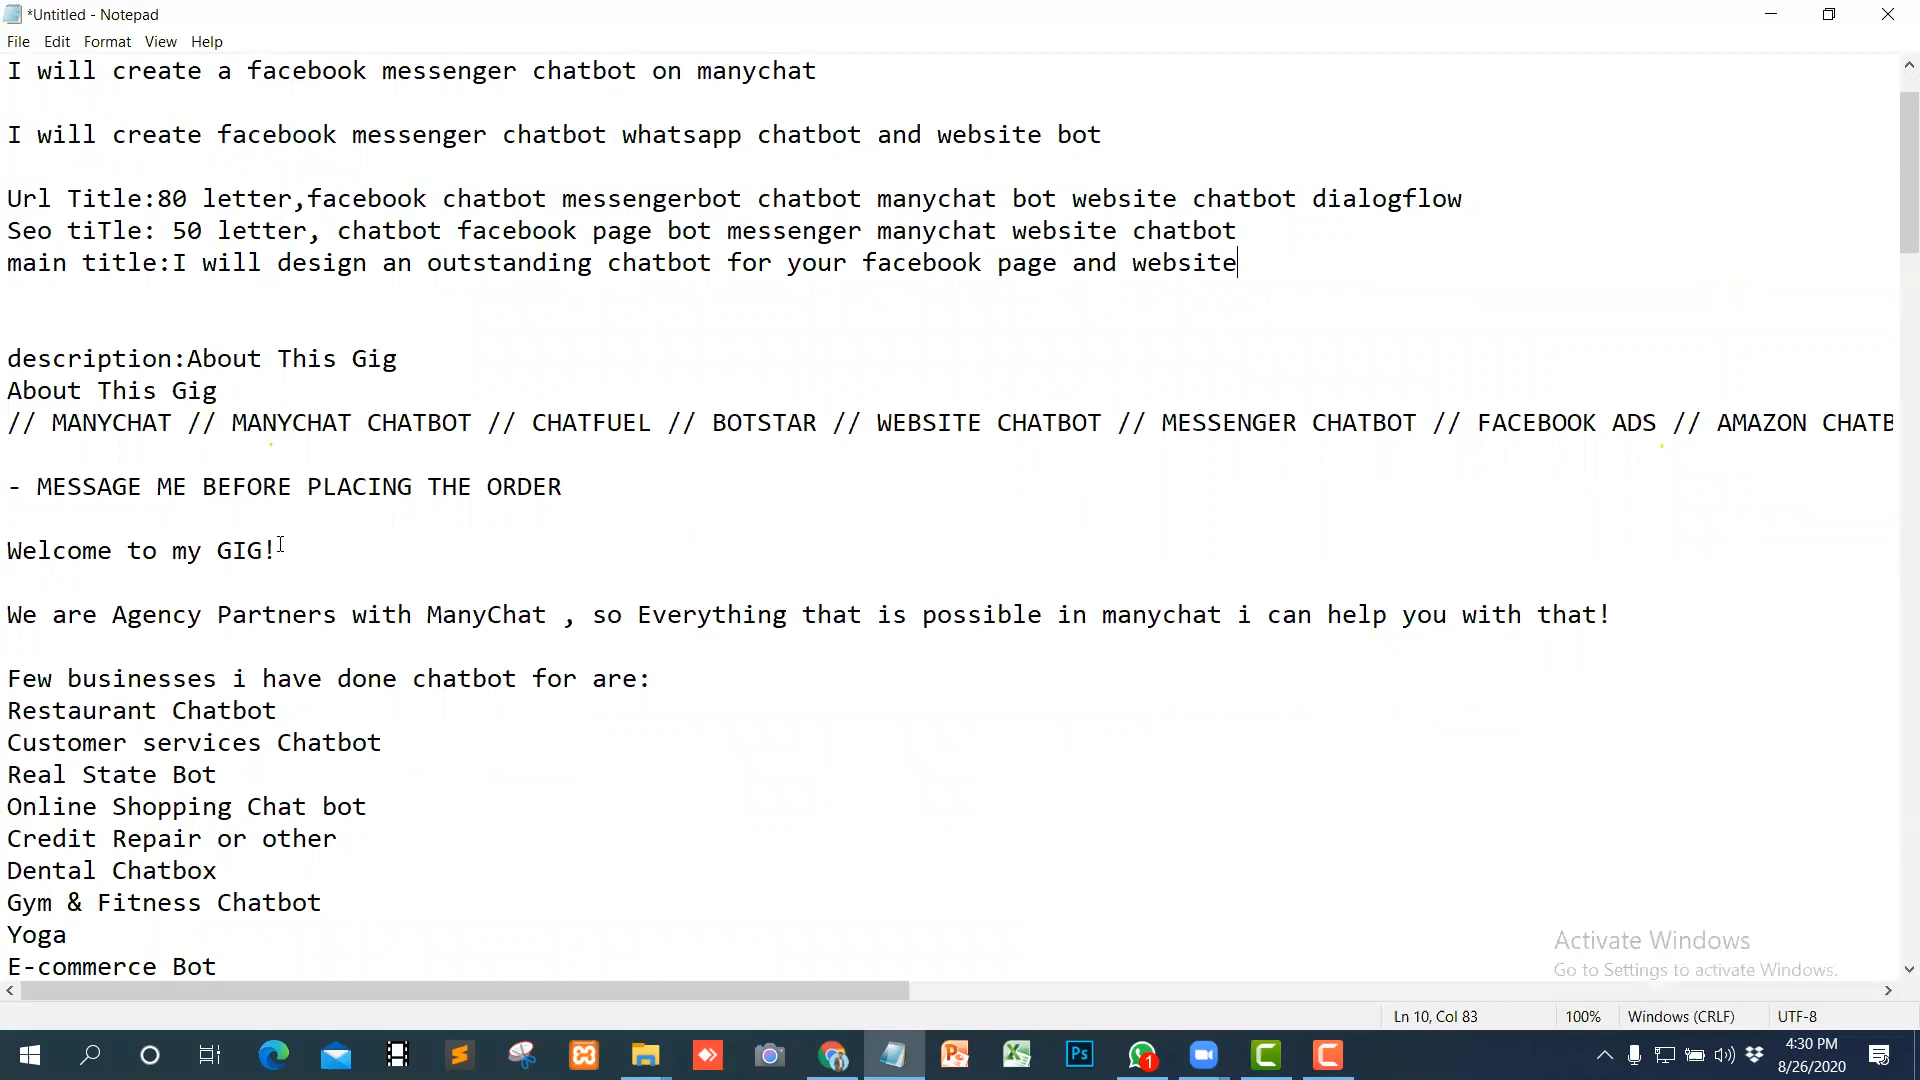 *Untitled - Notepad
File Edit Format View Help
I will create a facebook messenger chatbot on manychat
I will create facebook messenger chatbot whatsapp chatbot and website bot
Url Title:80 letter,facebook chatbot messengerbot chatbot manychat bot website chatbot dialogflow
Seo tiTle: 50 letter, chatbot facebook page bot messenger manychat website chatbot
main title:I will design an outstanding chatbot for your facebook page and website
description:About This Gig
About This Gig
// MANYCHAT // MANYCHAT CHATBOT // CHATFUEL // BOTSTAR // WEBSITE CHATBOT // MESSENGER CHATBOT // FACEBOOK ADS // AMAZON CHATB
- MESSAGE ME BEFORE PLACING THE ORDER
Welcome to my GIG!
We are Agency Partners with ManyChat , so Everything that is possible in manychat i can help you with that!
Few businesses i have done chatbot for are:
Restaurant Chatbot
Customer services Chatbot
Real State Bot
Online Shopping Chat bot
Credit Repair or other
Dental Chatbox
Gym & Fitness Chatbot
Yoga
E-commerce Bot
Activate Windows
Go to Settings to activate Windows.
Ln 10, Col 83 100% Windows (CRLF) UTF-8
4:30 PM
8/26/2020